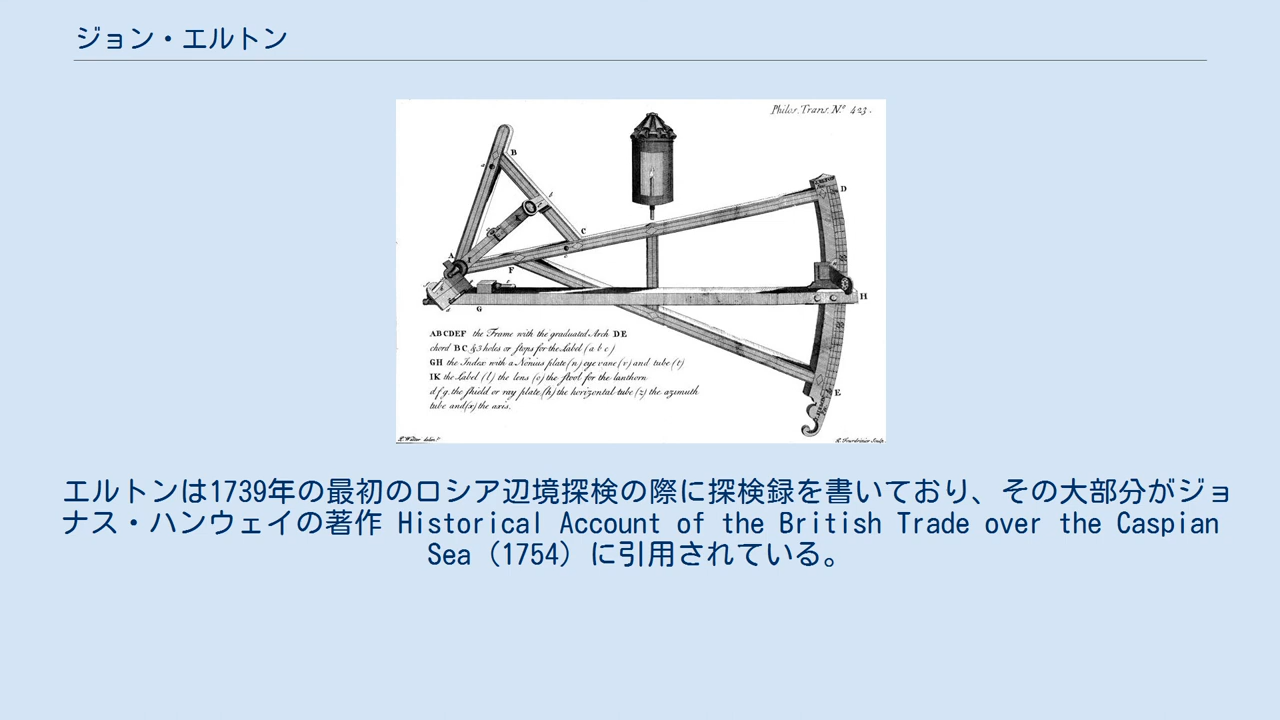 ジョン・エルトン
Philos. Trans. N.º 423.
B
a
b
D
C
A
c
F
H
G
d
E
ABCDEF the Frame with the graduated Arch DE
chord BC & 3 holes or stops for the Label (a b c)
GH the Index with a Nonius plate (n) eye vane (v) and tube (t)
IK the Label (l) the lens (o) the stool for the lanthorn
d f g. the shield or ray plate. (h) the horizontal tube (z) the azumuth
tube and (x) the axis.
エルトンは1739年の最初のロシア辺境探検の際に探検録を書いており、その大部分がジョ
ナス・ハンウェイの著作 Historical Account of the British Trade over the Caspian
Sea（1754）に引用されている。